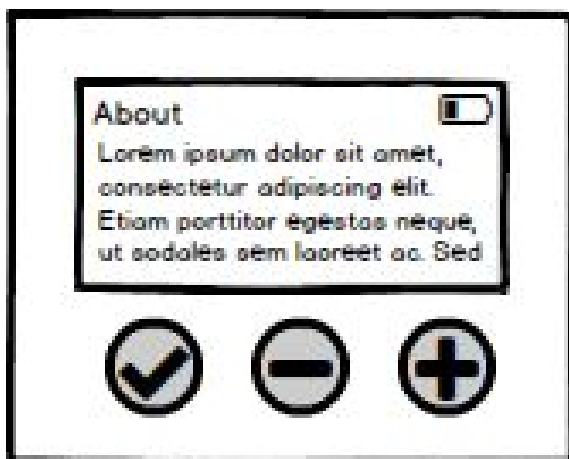 About
Lorem ipsum dolor sit amet,
consectetur adipiscing elit.
Etiam porttitor egestas neque,
ut sodales sem laoreet ac. Sed